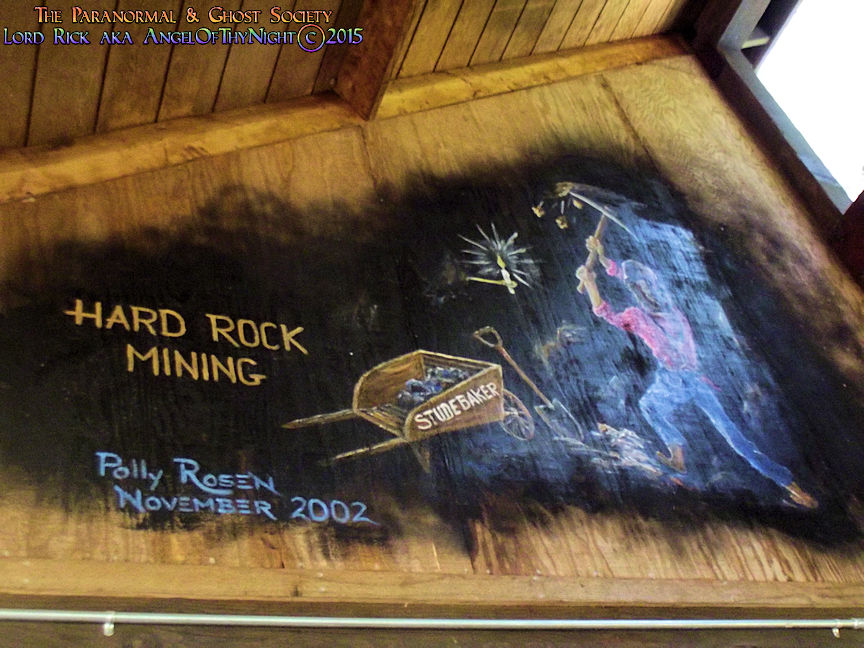 The Paranormal & Ghost Society
Lord Rick aka AngelOfThyNight©2015
HARD ROCK
MINING
STUDEBAKER
Polly Rosen
November 2002